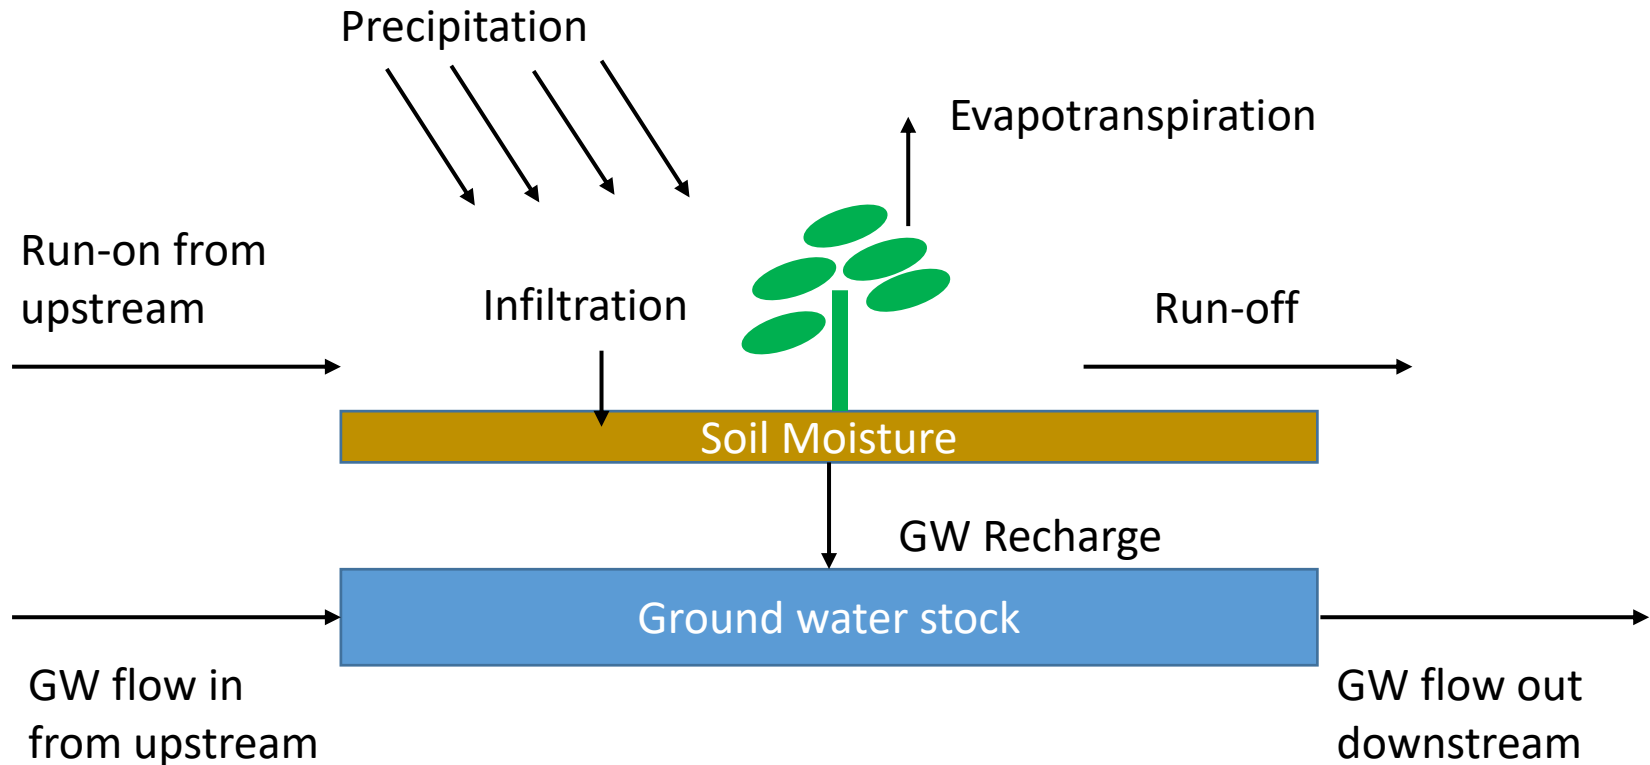 Precipitation
Evapotranspiration
Run-on from
upstream
Infiltration
Run-off
Soil Moisture
GW Recharge
Ground water stock
GW flow in
from upstream
GW flow out
downstream